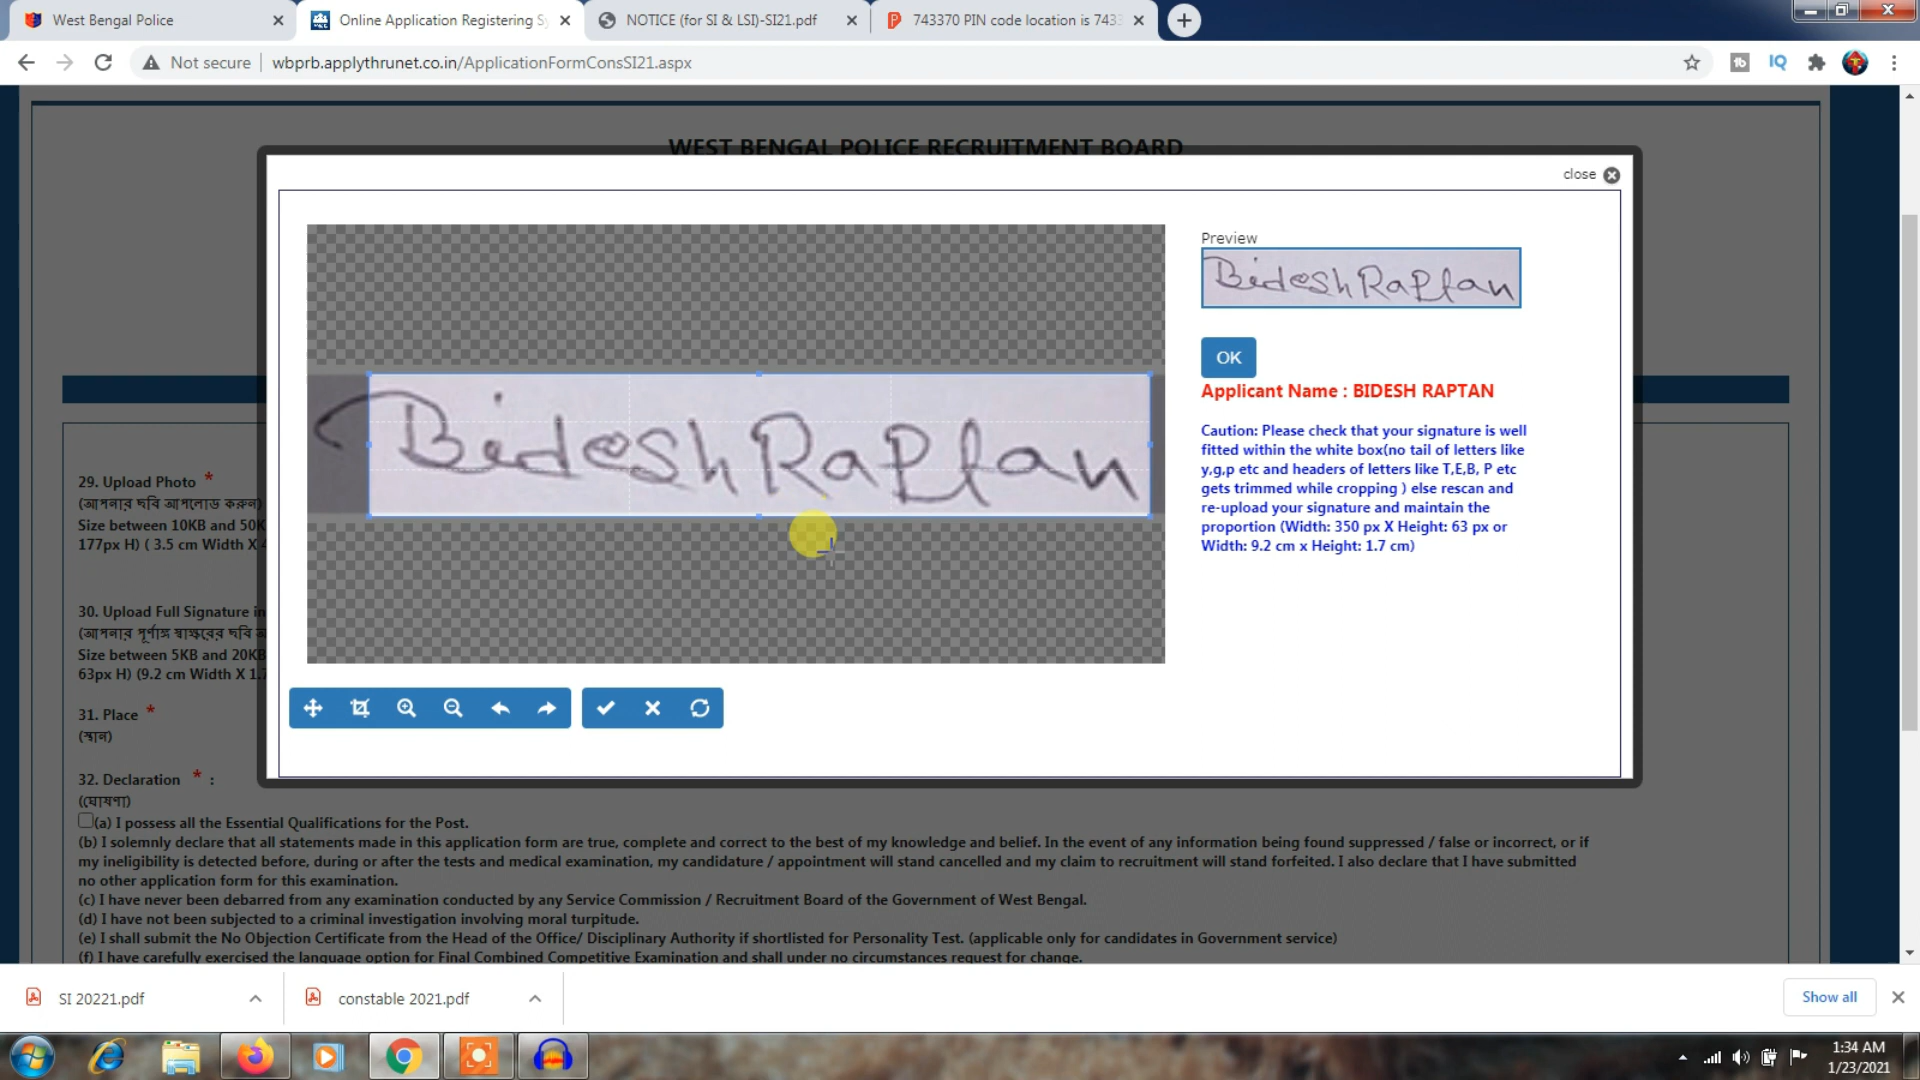 West Bengal Police
Online Application Registering Sy
NOTICE (for SI & LSI)-SI21.pdf
743370 PIN code location is 7433
Not secure
wbprb.applythrunet.co.in/ApplicationFormConsSI21.aspx
IQ
WEST BENGAL POLICE RECRUITMENT BOARD
close
Preview
Bidesh Raptan
Bidesh Raptan
OK
Applicant Name : BIDESH RAPTAN
Caution: Please check that your signature is well
fitted within the white box(no tail of letters like
y,g,p etc and headers of letters like T,E,B, P etc
gets trimmed while cropping ) else rescan and
re-upload your signature and maintain the
proportion (Width: 350 px X Height: 63 px or
Width: 9.2 cm x Height: 1.7 cm)
29. Upload Photo *
(আপনার ছবি আপলোড করুন)
Size between 10KB and 50K
177px H) ( 3.5 cm Width X 4
30. Upload Full Signature in
(আপনার পূর্ণাঙ্গ স্বাক্ষরের ছবি আ
Size between 5KB and 20KB
63px H) (9.2 cm Width X 1.7
31. Place *
(স্থান)
32. Declaration * :
(ঘোষণা)
(a) I possess all the Essential Qualifications for the Post.
(b) I solemnly declare that all statements made in this application form are true, complete and correct to the best of my knowledge and belief. In the event of any information being found suppressed / false or incorrect, or if
my ineligibility is detected before, during or after the tests and medical examination, my candidature / appointment will stand cancelled and my claim to recruitment will stand forfeited. I also declare that I have submitted
no other application form for this examination.
(c) I have never been debarred from any examination conducted by any Service Commission / Recruitment Board of the Government of West Bengal.
(d) I have not been subjected to a criminal investigation involving moral turpitude.
(e) I shall submit the No Objection Certificate from the Head of the Office/ Disciplinary Authority if shortlisted for Personality Test. (applicable only for candidates in Government service)
(f) I have carefully exercised the language option for Final Combined Competitive Examination and shall under no circumstances request for change.
SI 20221.pdf
constable 2021.pdf
Show all
1:34 AM
1/23/2021